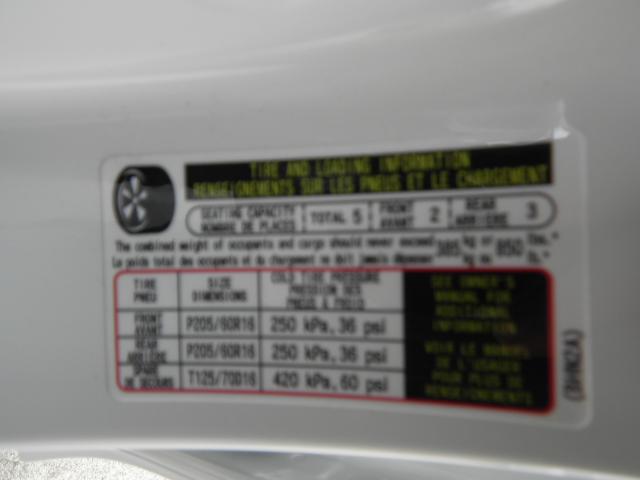 TIRE AND LOADING INFORMATION
RENSEIGNEMENTS SUR LES PNEUS ET LE CHARGEMENT
SEATING CAPACITY
NOMBRE DE PLACES
TOTAL 5
FRONT
AVANT
2
REAR
ARRIÈRE
3
The combined weight of occupants and cargo should never exceed 385 kg or 850 lbs.*
Le poids total des occupants et du chargement ne doit jamais dépasser 385 kg ou 850 lb.*
TIRE
PNEU
SIZE
DIMENSIONS
COLD TIRE PRESSURE
PRESSION DES
PNEUS À FROID
FRONT
AVANT
P205/60R16
250 kPa, 36 psi
REAR
ARRIÈRE
P205/60R16
250 kPa, 36 psi
SPARE
DE SECOURS
T125/70D16
420 kPa, 60 psi
SEE OWNER'S
MANUAL FOR
ADDITIONAL
INFORMATION
VOIR LE MANUEL
DE L'USAGER
POUR PLUS DE
RENSEIGNEMENTS